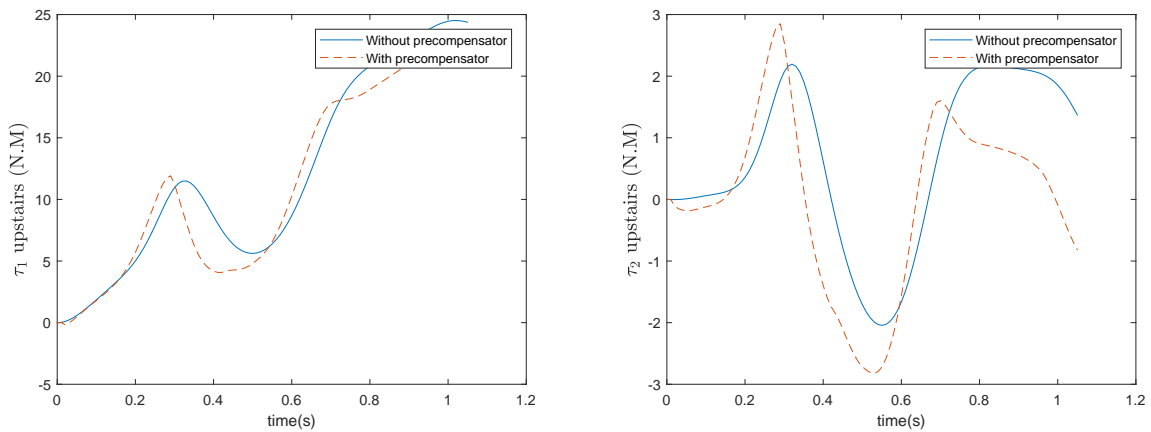 25
20
15
10
5
0
-5
τ1 upstairs (N.M)
0 0.2 0.4 0.6 0.8 1 1.2
time(s)
Without precompensator
With precompensator
3
2
1
0
-1
-2
-3
τ2 upstairs (N.M)
0 0.2 0.4 0.6 0.8 1 1.2
time(s)
Without precompensator
With precompensator